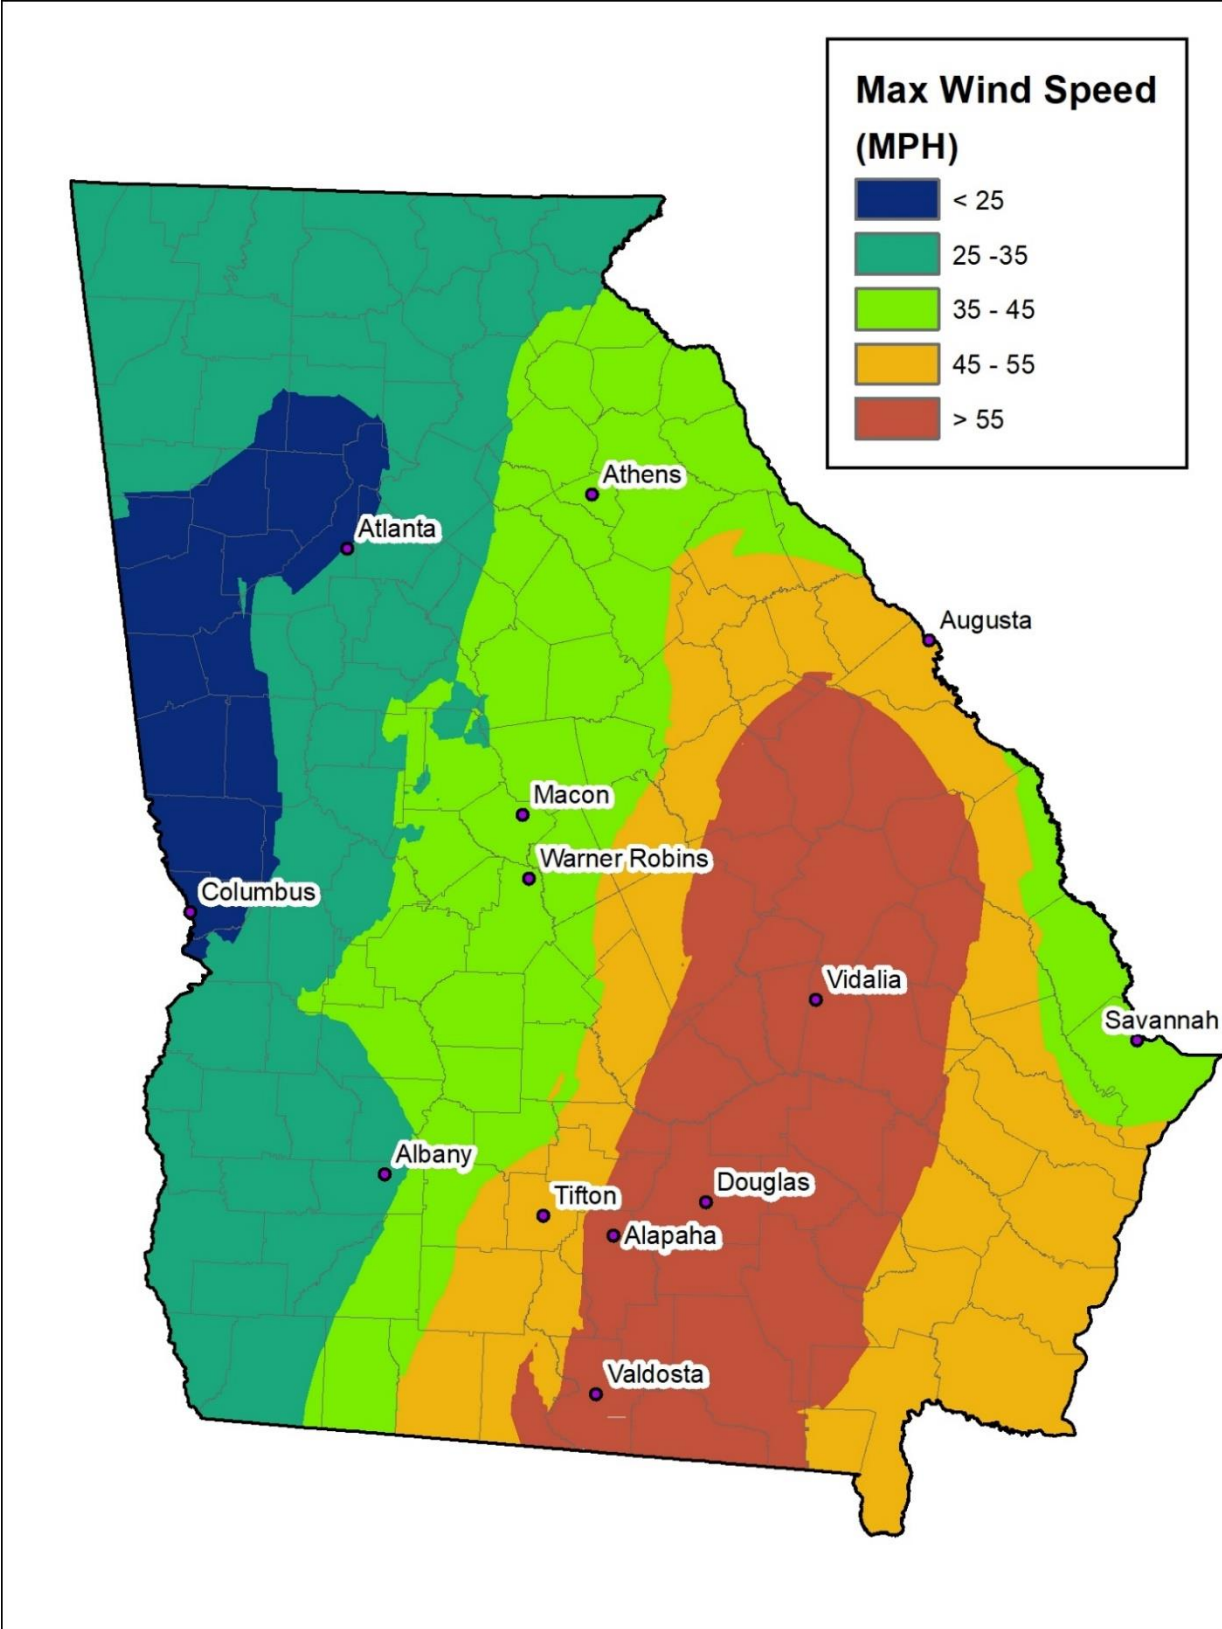 Max Wind Speed
(MPH)
< 25
25 -35
35 - 45
45 - 55
> 55
Athens
Atlanta
Augusta
Macon
Warner Robins
Columbus
Vidalia
Savannah
Albany
Douglas
Tifton
Alapaha
Valdosta